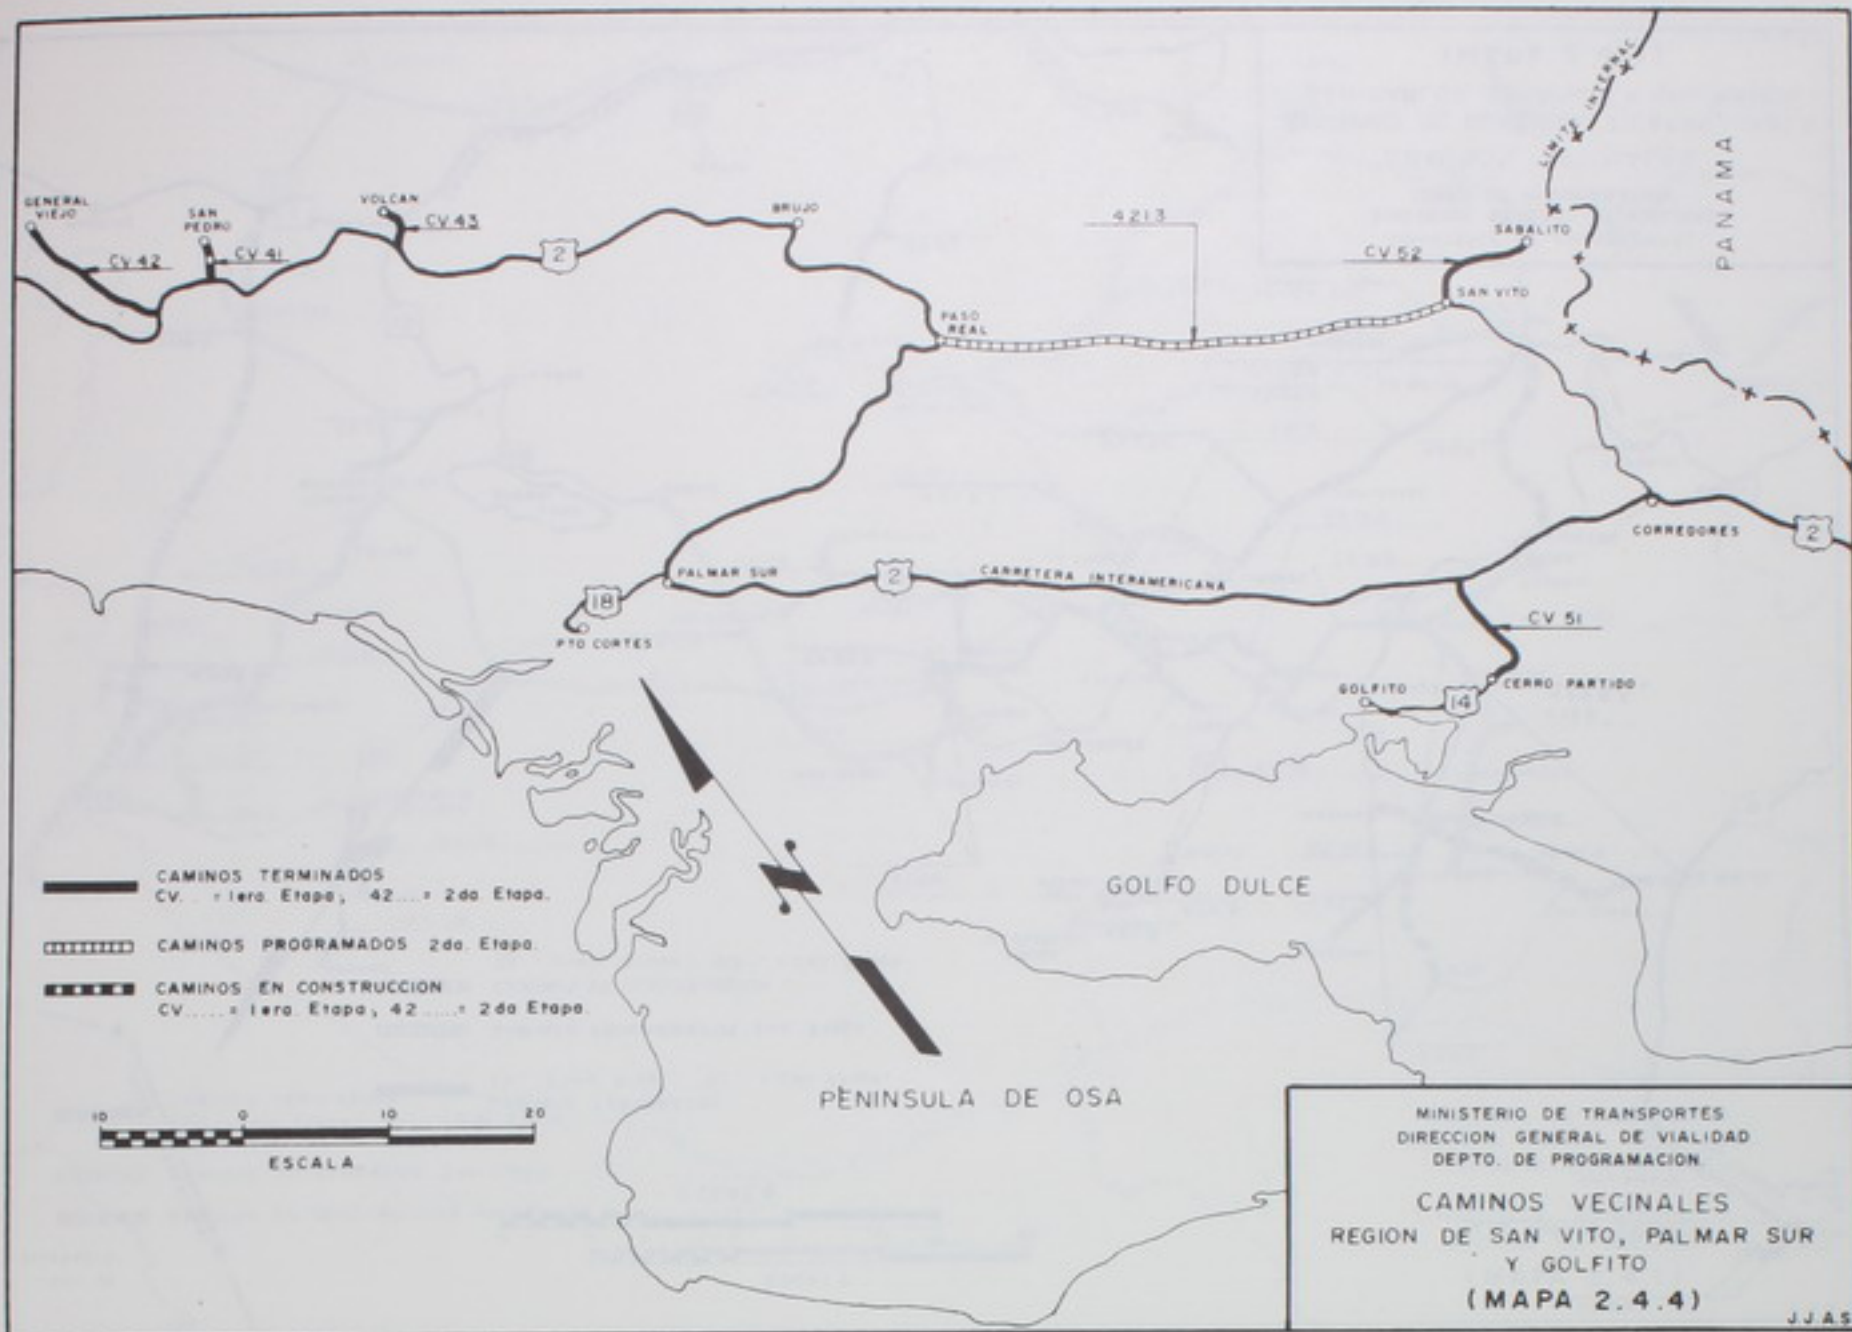 LIMITE INTERNAC
PANAMA
GENERAL
VIEJO
SAN
PEDRO
VOLCAN
CV 43
CV 42
CV 41
2
BRUJO
4213
SABALITO
CV 52
SAN VITO
PASO
REAL
CORREDORES
2
PALMAR SUR
2
CARRETERA INTERAMERICANA
18
PTO CORTES
CV 51
GOLFITO
14
CERRO PARTIDO
GOLFO DULCE
PENINSULA DE OSA
CAMINOS TERMINADOS
CV... = 1era. Etapa, 42...= 2da Etapa.
CAMINOS PROGRAMADOS 2da. Etapa.
CAMINOS EN CONSTRUCCION
CV..... = 1era. Etapa, 42.....= 2da Etapa.
10 0 10 20
ESCALA
MINISTERIO DE TRANSPORTES
DIRECCION GENERAL DE VIALIDAD
DEPTO. DE PROGRAMACION
CAMINOS VECINALES
REGION DE SAN VITO, PALMAR SUR
Y GOLFITO
(MAPA 2.4.4)
J.J.A.S